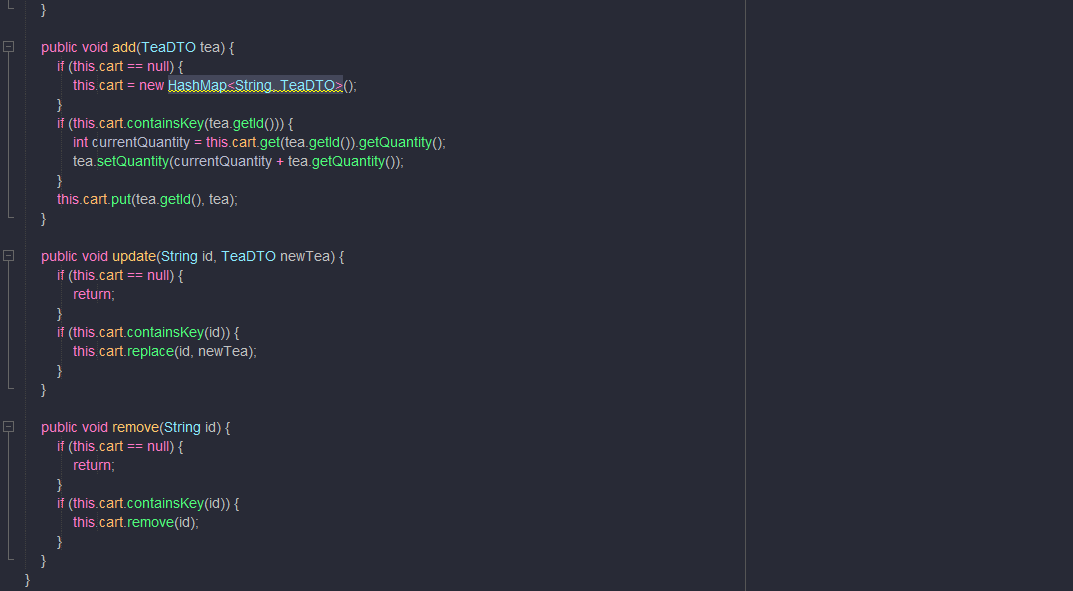 }
public void add(TeaDTO tea) {
if (this.cart == null) {
this.cart = new HashMap<String, TeaDTO>();
}
if (this.cart.containsKey(tea.getId())) {
int currentQuantity = this.cart.get(tea.getId()).getQuantity();
tea.setQuantity(currentQuantity + tea.getQuantity());
}
this.cart.put(tea.getId(), tea);
}
public void update(String id, TeaDTO newTea) {
if (this.cart == null) {
return;
}
if (this.cart.containsKey(id)) {
this.cart.replace(id, newTea);
}
}
public void remove(String id) {
if (this.cart == null) {
return;
}
if (this.cart.containsKey(id)) {
this.cart.remove(id);
}
}
}